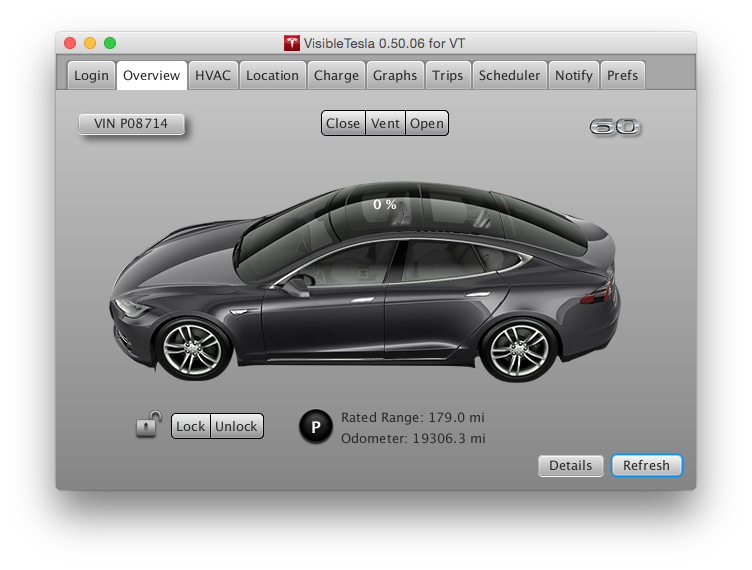 VisibleTesla 0.50.06 for VT
Login Overview HVAC Location Charge Graphs Trips Scheduler Notify Prefs
VIN P08714 Close Vent Open 60
0 %
Lock Unlock P Rated Range: 179.0 mi
Odometer: 19306.3 mi
Details Refresh